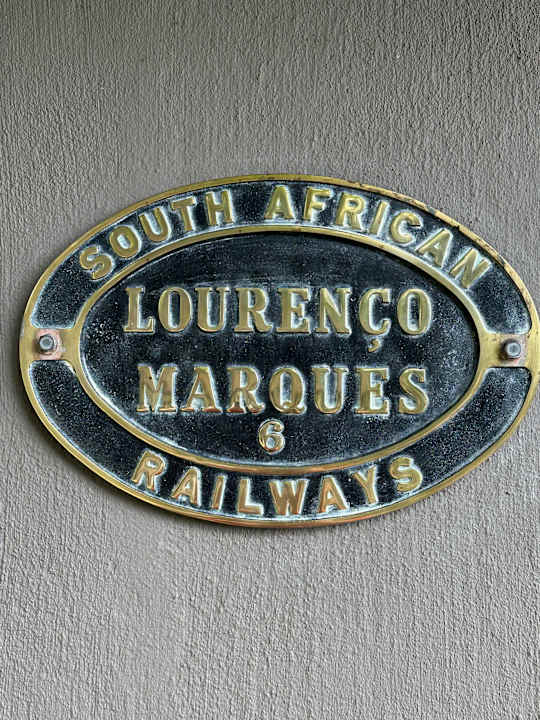 SOUTH AFRICAN
LOURENÇO
MARQUES
6
RAILWAYS